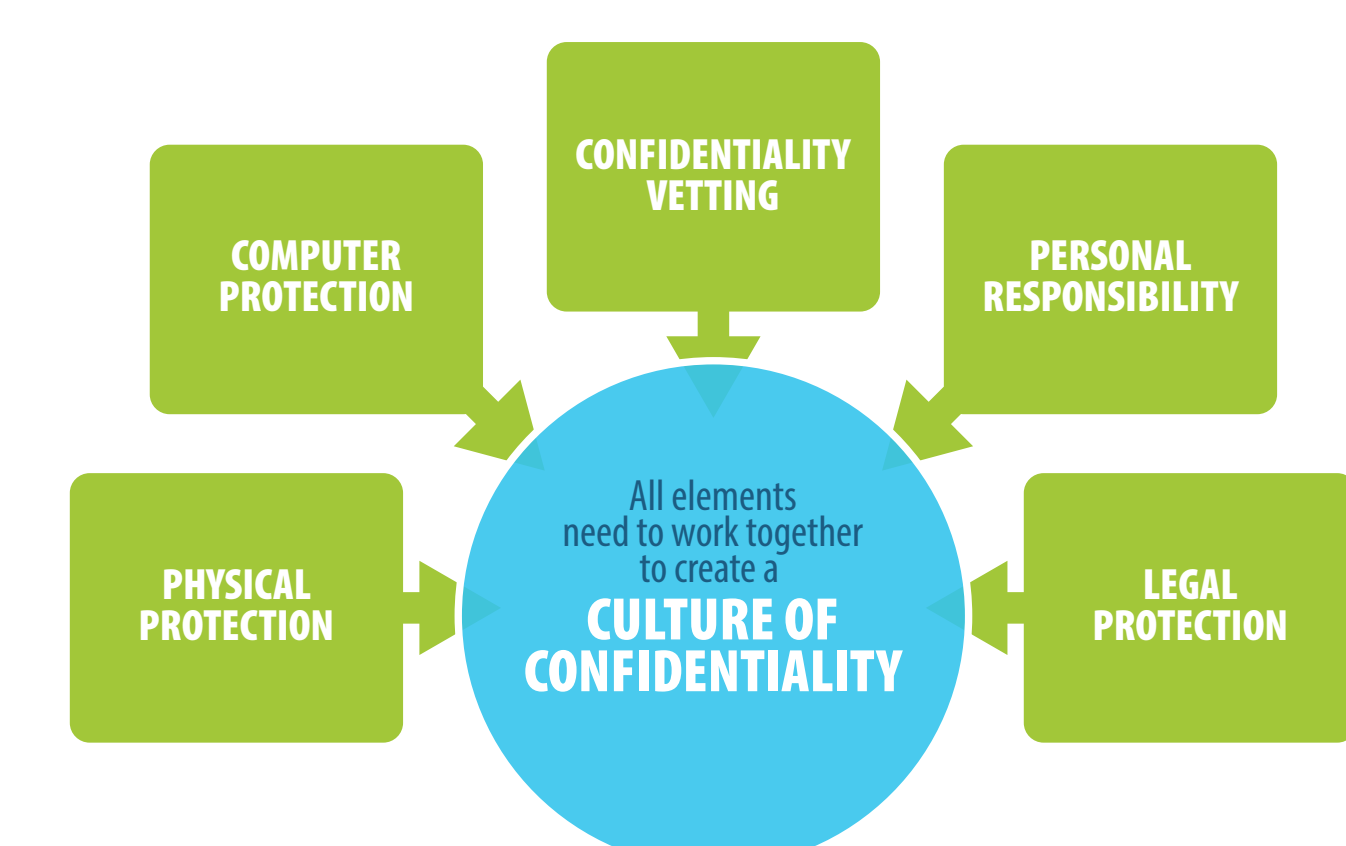 CONFIDENTIALITY
VETTING
COMPUTER
PROTECTION
PERSONAL
RESPONSIBILITY
PHYSICAL
PROTECTION
All elements
need to work together
to create a
CULTURE OF
CONFIDENTIALITY
LEGAL
PROTECTION